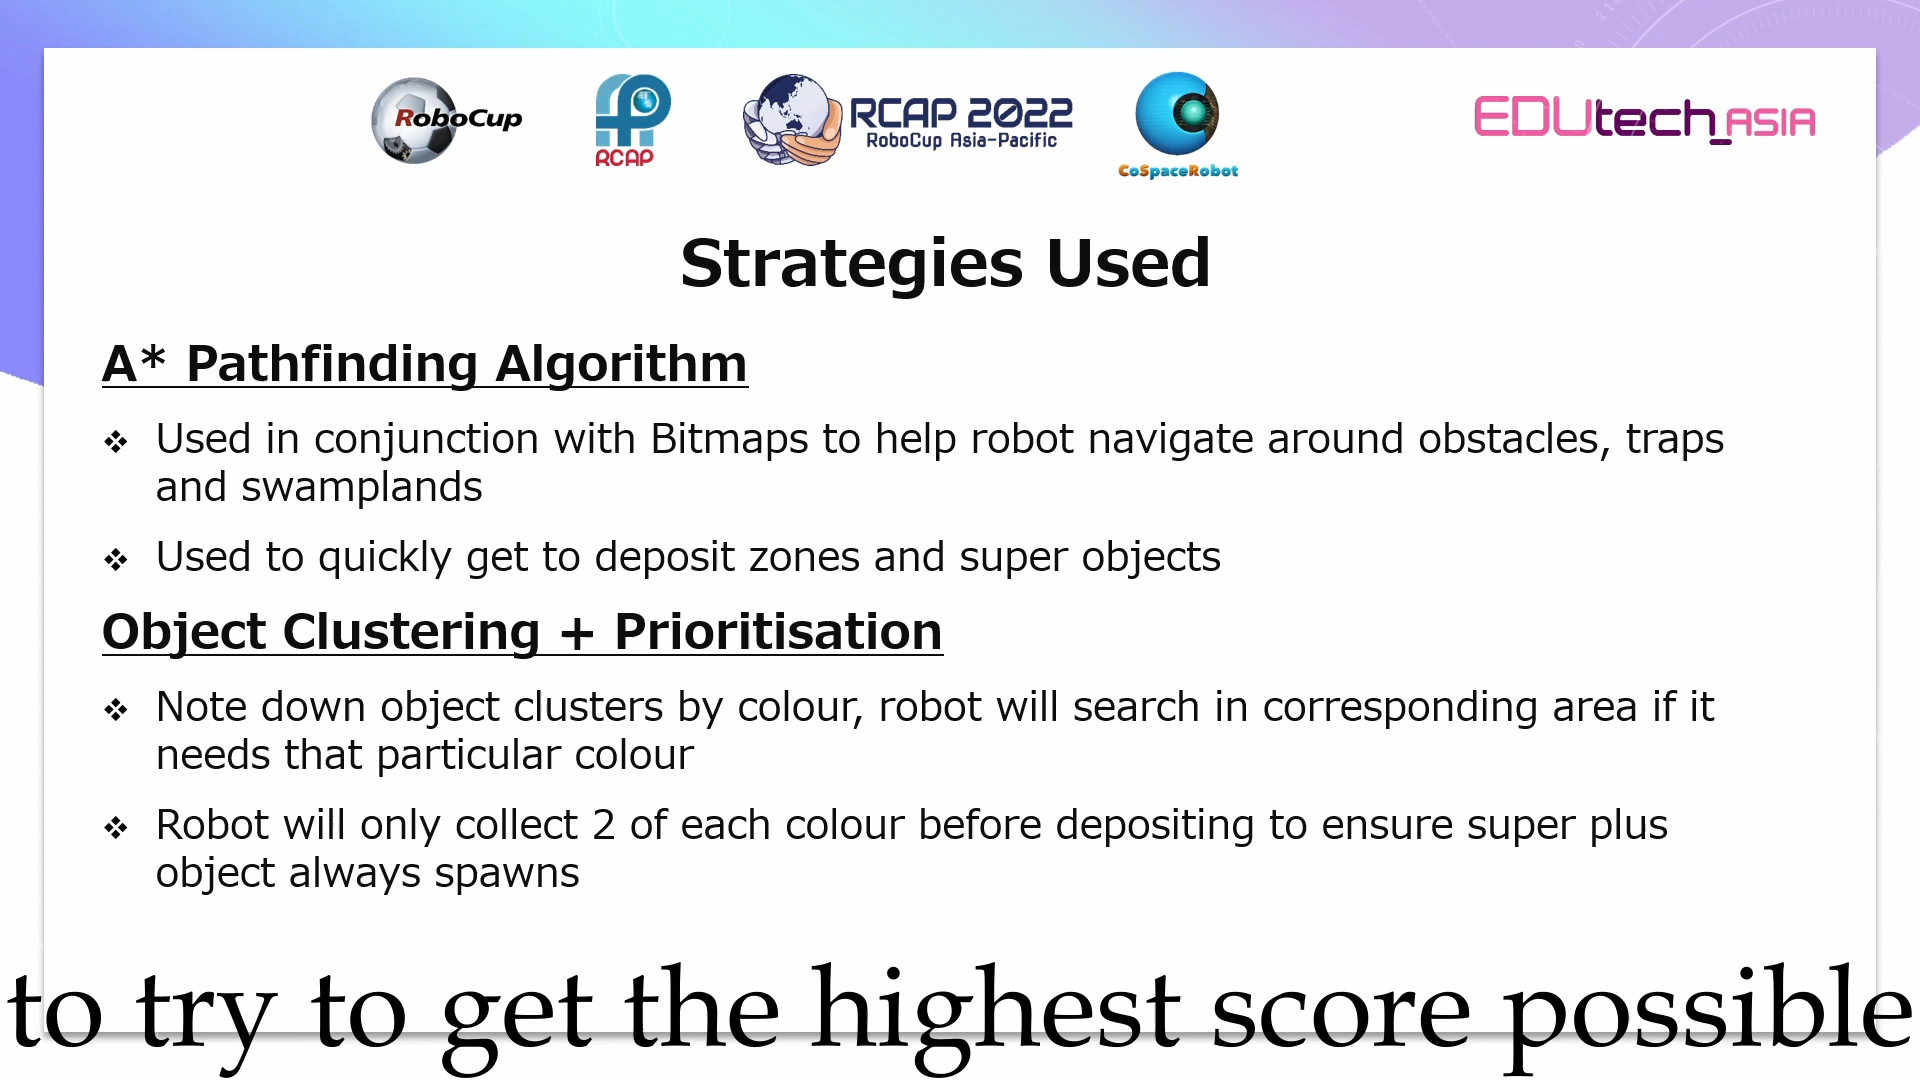 RoboCup
RCAP
RCAP 2022
RoboCup Asia-Pacific
CoSpaceRobot
EDUtech_ASIA
Strategies Used
A* Pathfinding Algorithm
❖ Used in conjunction with Bitmaps to help robot navigate around obstacles, traps
and swamplands
❖ Used to quickly get to deposit zones and super objects
Object Clustering + Prioritisation
❖ Note down object clusters by colour, robot will search in corresponding area if it
needs that particular colour
❖ Robot will only collect 2 of each colour before depositing to ensure super plus
object always spawns
to try to get the highest score possible